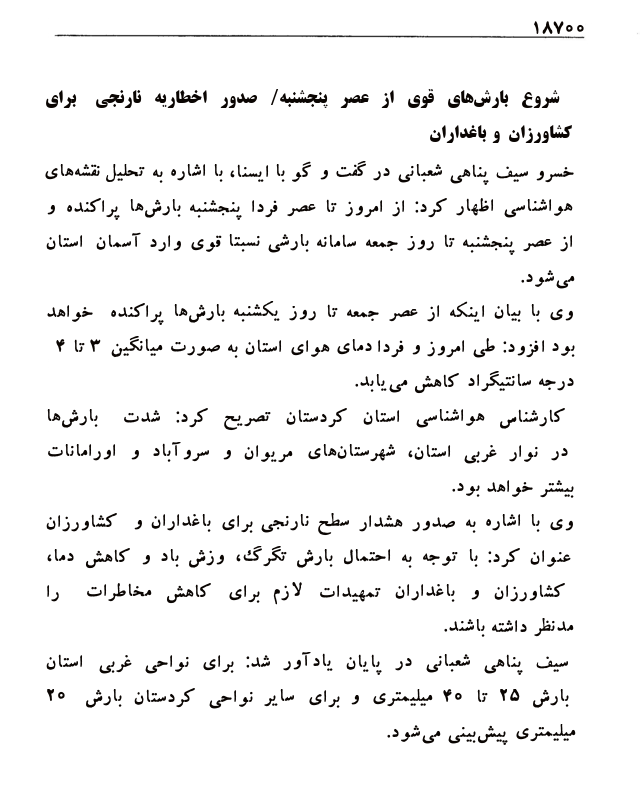 ۱۸۷۰۰
شروع بارش‌های قوی از عصر پنجشنبه/ صدور اخطاریه نارنجی برای
کشاورزان و باغداران
خسرو سیف پناهی شعبانی در گفت و گو با ایسنا، با اشاره به تحلیل نقشه‌های
هواشناسی اظهار کرد: از امروز تا عصر فردا پنجشنبه بارش‌ها پراکنده و
از عصر پنجشنبه تا روز جمعه سامانه بارشی نسبتا قوی وارد آسمان استان
می‌شود.
وی با بیان اینکه از عصر جمعه تا روز یکشنبه بارش‌ها پراکنده خواهد
بود افزود: طی امروز و فردا دمای هوای استان به صورت میانگین ۳ تا ۴
درجه سانتیگراد کاهش می‌یابد.
کارشناس هواشناسی استان کردستان تصریح کرد: شدت بارش‌ها
در نوار غربی استان، شهرستان‌های مریوان و سروآباد و اورامانات
بیشتر خواهد بود.
وی با اشاره به صدور هشدار سطح نارنجی برای باغداران و کشاورزان
عنوان کرد: با توجه به احتمال بارش تگرگ، وزش باد و کاهش دما،
کشاورزان و باغداران تمهیدات لازم برای کاهش مخاطرات را
مدنظر داشته باشند.
سیف پناهی شعبانی در پایان یادآور شد: برای نواحی غربی استان
بارش ۲۵ تا ۴۰ میلیمتری و برای سایر نواحی کردستان بارش ۲۰
میلیمتری پیش‌بینی می‌شود.